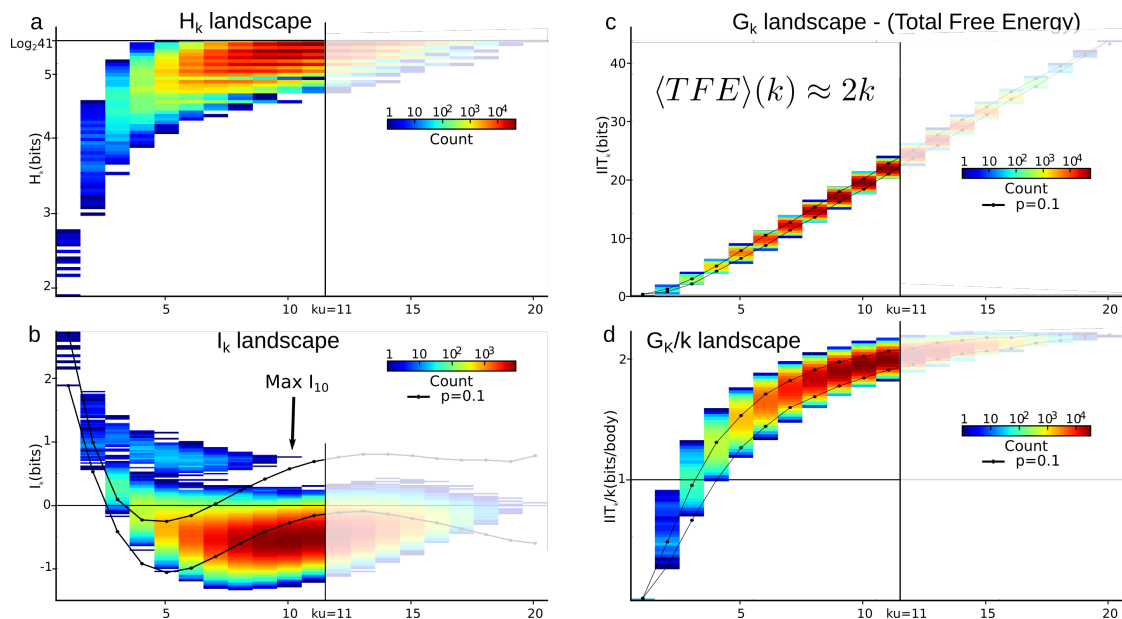 a
H_k landscape
Log₂41
5
4
3
2
H_k(bits)
1 10 10² 10³ 10⁴
Count
5 10 ku=11 15 20
b
I_k landscape
2
1
0
-1
I_k(bits)
Max I₁₀
1 10 10² 10³
Count
p=0.1
5 10 ku=11 15 20
c
G_k landscape - (Total Free Energy)
⟨TFE⟩(k) ≈ 2k
40
30
20
10
0
IIT_k(bits)
1 10 10² 10³ 10⁴
Count
p=0.1
5 10 ku=11 15 20
d
G_K/k landscape
2
1
IIT_k/k(bits/body)
1 10 10² 10³ 10⁴
Count
p=0.1
5 10 ku=11 15 20